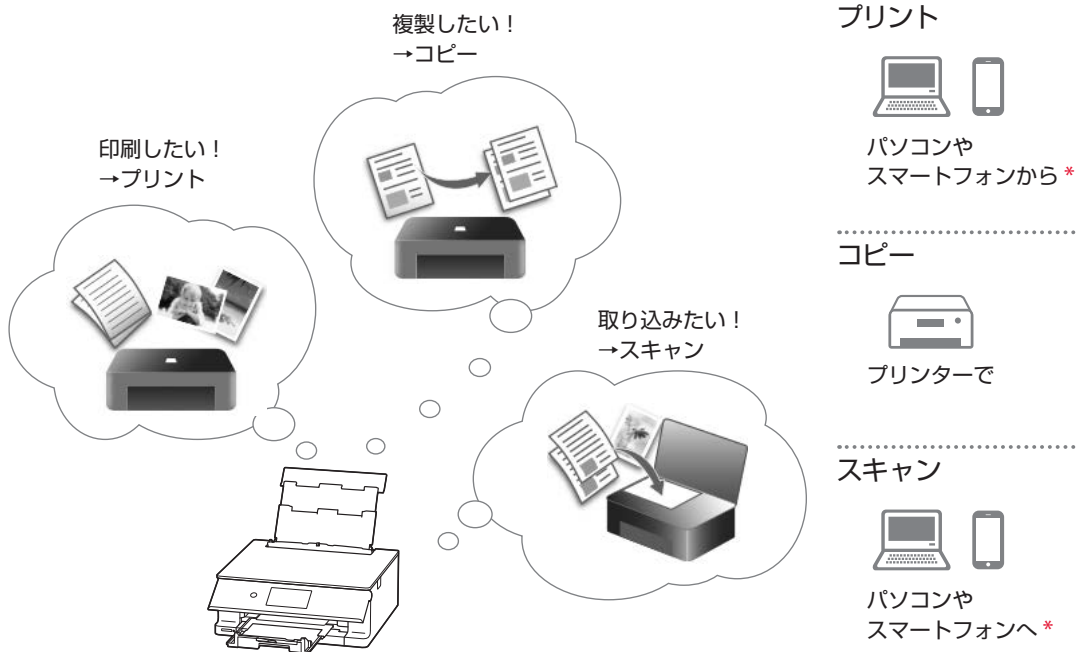 複製したい！
→コピー
印刷したい！
→プリント
取り込みたい！
→スキャン
プリント
パソコンや
スマートフォンから *
コピー
プリンターで
スキャン
パソコンや
スマートフォンへ *